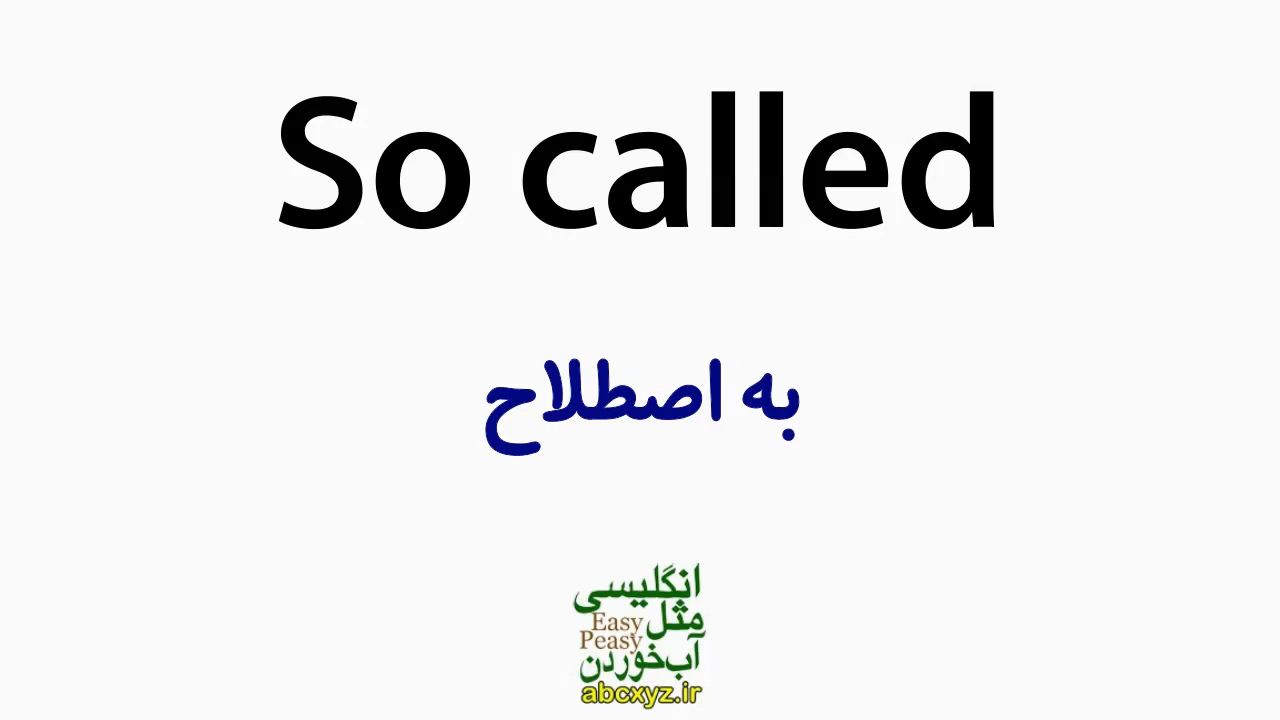 So called
به اصطلاح
انگلیسی
مثل Easy
Peasy
آب‌خوردن
abcxyz.ir